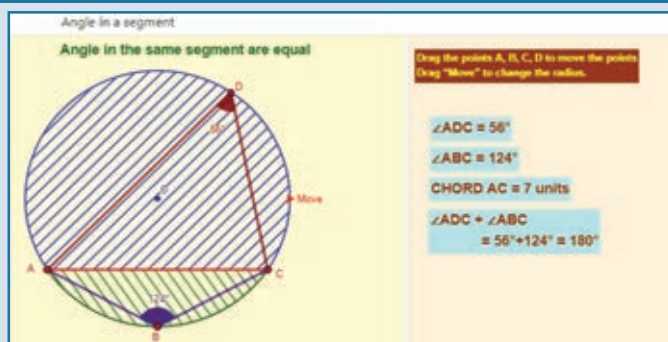 Angle in a segment
Angle in the same segment are equal
Drag the points A, B, C, D to move the points
Drag "Move" to change the radius.
D
56°
∠ADC = 56°
∠ABC = 124°
CHORD AC = 7 units
∠ADC + ∠ABC
= 56°+124° = 180°
O
Move
A
C
124°
B